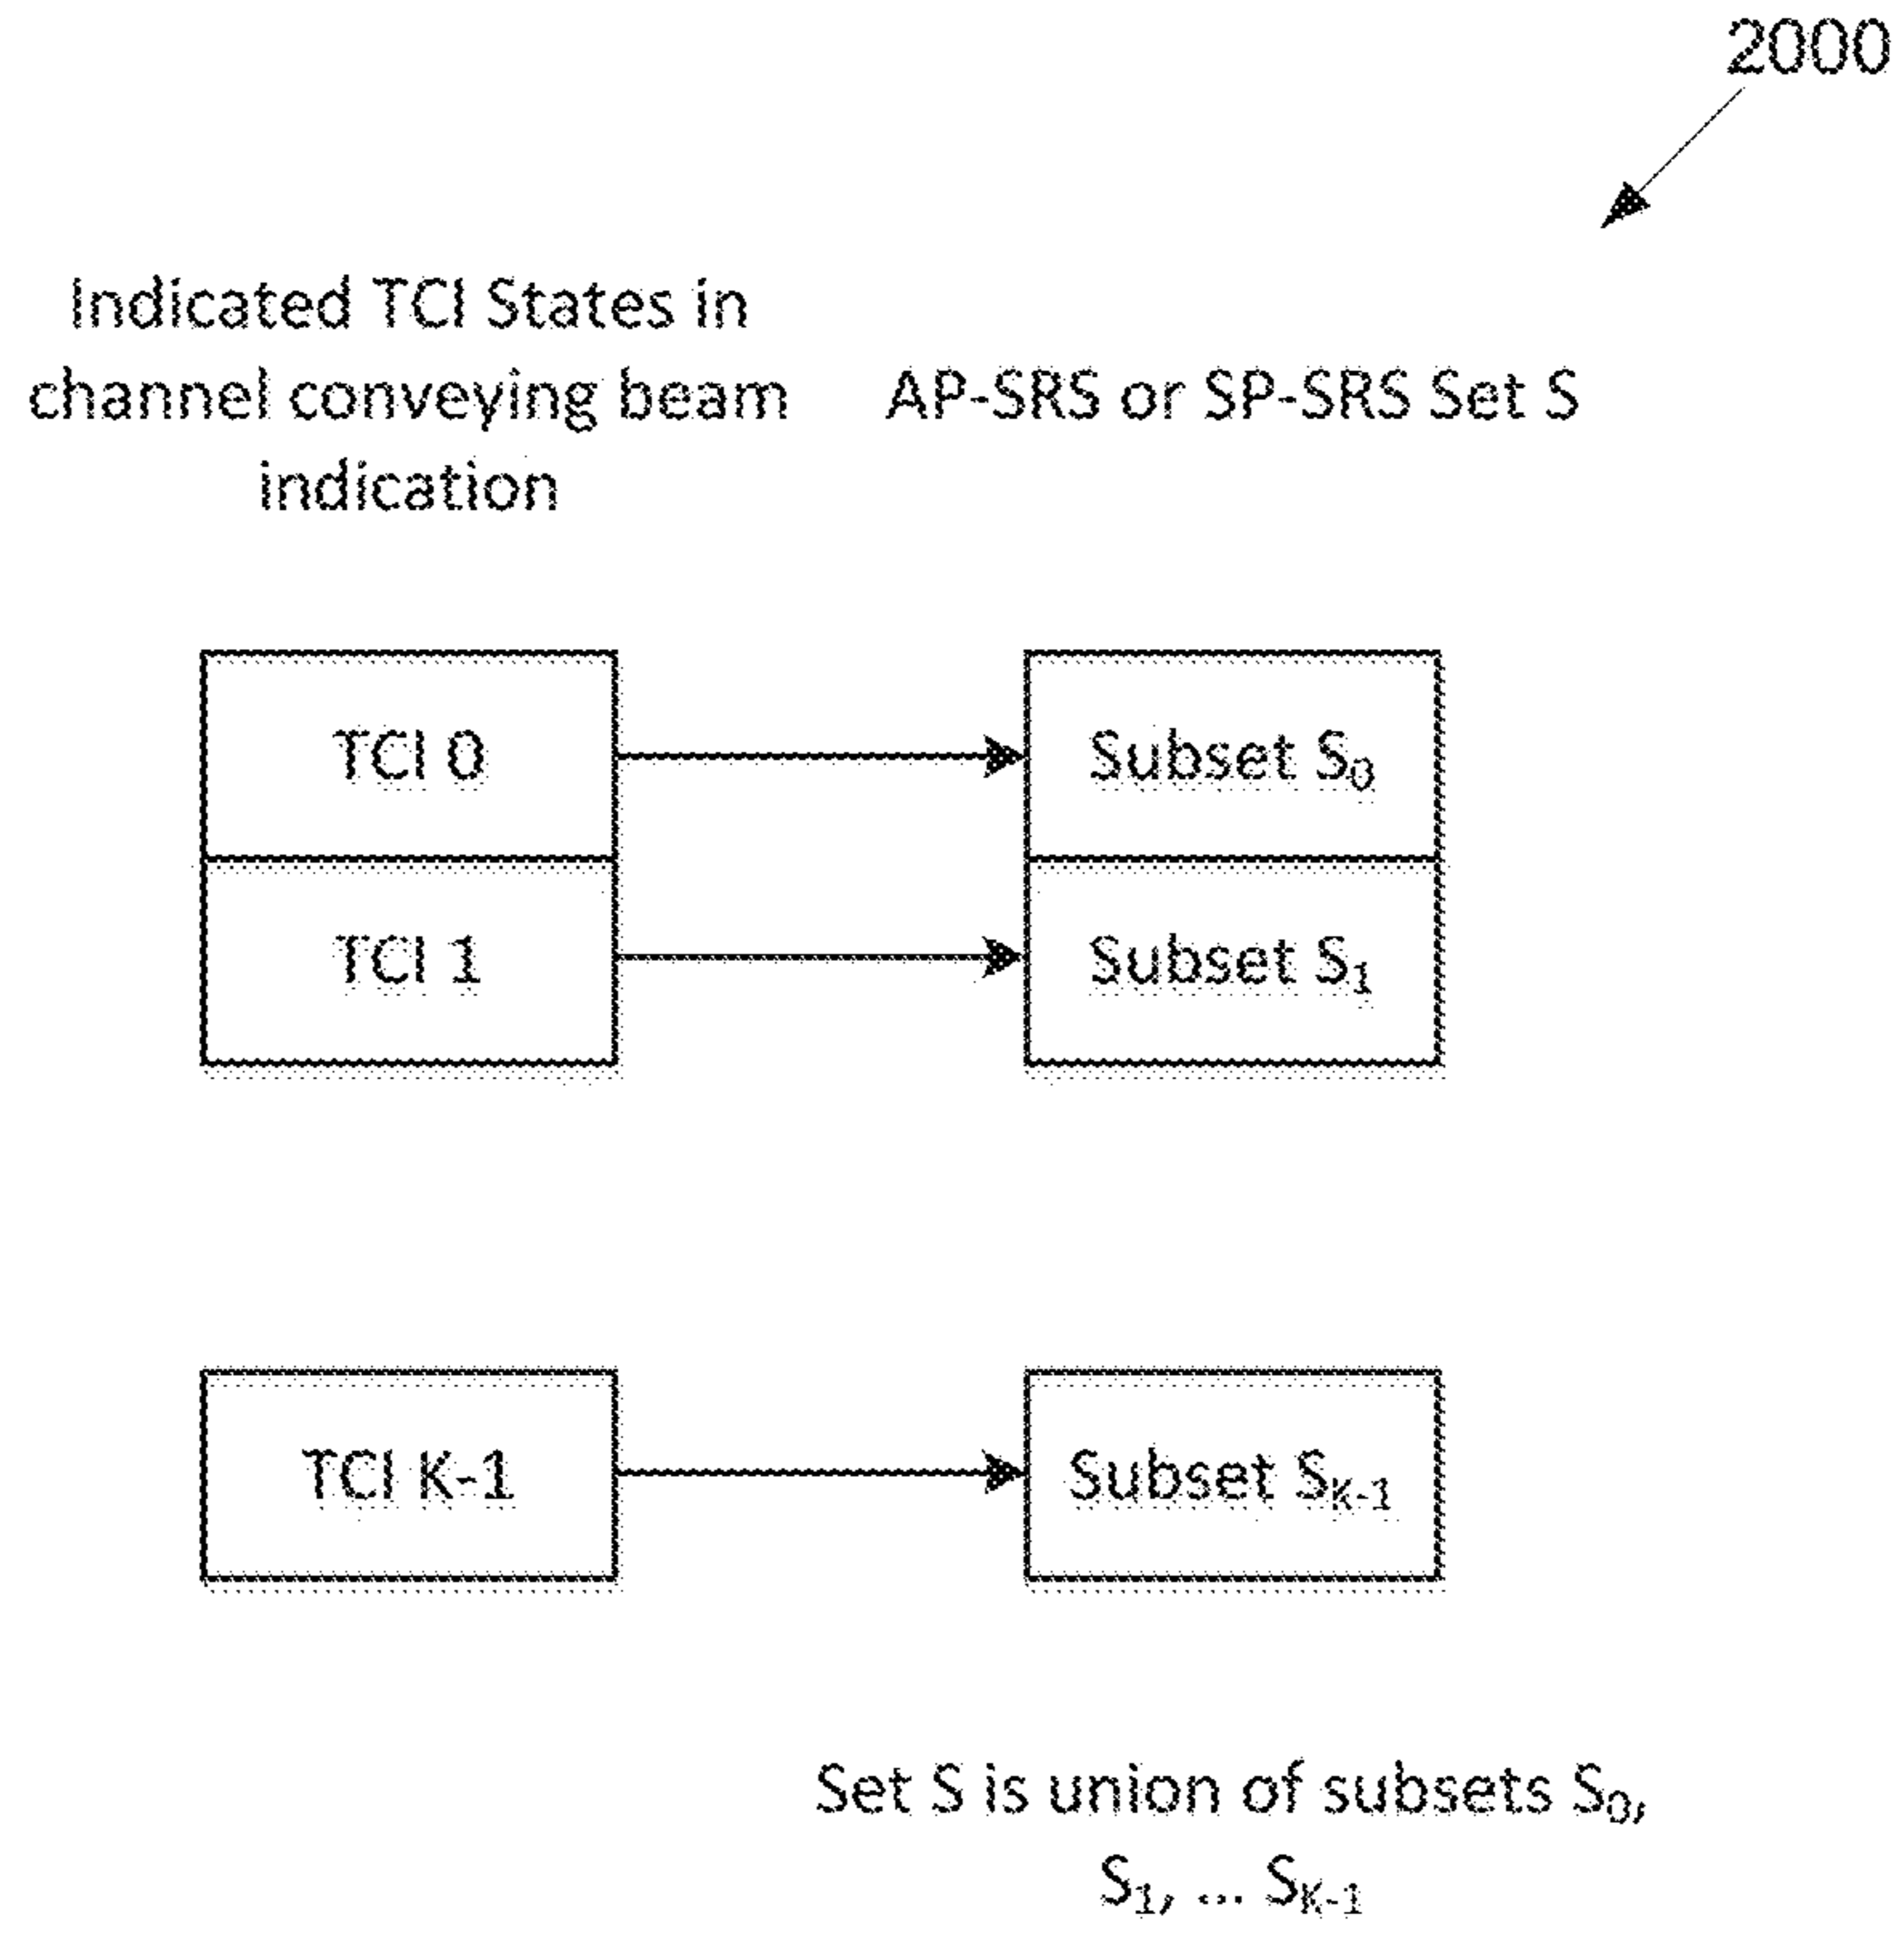 2000
Indicated TCI States in
channel conveying beam
indication
AP-SRS or SP-SRS Set S
TCI 0
Subset S₀
TCI 1
Subset S₁
TCI K-1
Subset Sₖ₋₁
Set S is union of subsets S₀,
S₁, ... Sₖ₋₁